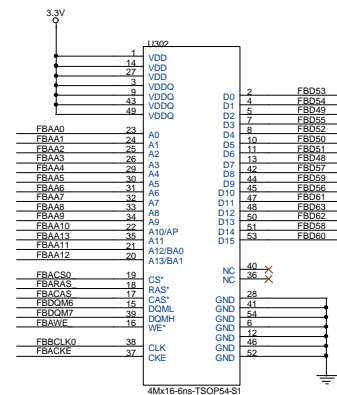 3.3V
U302
1 VDD
14 VDD
27 VDD
3 VDDQ
9 VDDQ
43 VDDQ
49 VDDQ
FBAA0 23 A0
FBAA1 24 A1
FBAA2 25 A2
FBAA3 26 A3
FBAA4 29 A4
FBAA5 30 A5
FBAA6 31 A6
FBAA7 32 A7
FBAA8 33 A8
FBAA9 34 A9
FBAA10 22 A10/AP
FBAA13 35 A11
FBAA11 21 A12/BA0
FBAA12 20 A13/BA1
FBACS0_ 19 CS*
FBARAS_ 18 RAS*
FBACAS_ 17 CAS*
FBDQM6 15 DQML
FBDQM7 39 DQMH
FBAWE_ 16 WE*
FBBCLK0 38 CLK
FBACKE 37 CKE
D0 2 FBD53
D1 4 FBD54
D2 5 FBD49
D3 7 FBD55
D4 8 FBD52
D5 10 FBD50
D6 11 FBD51
D7 13 FBD48
D8 42 FBD57
D9 44 FBD59
D10 45 FBD56
D11 47 FBD61
D12 48 FBD63
D13 50 FBD62
D14 51 FBD58
D15 53 FBD60
NC 40
NC 36
GND 28
GND 41
GND 54
GND 6
GND 12
GND 46
GND 52
4Mx16-6ns-TSOP54-S1